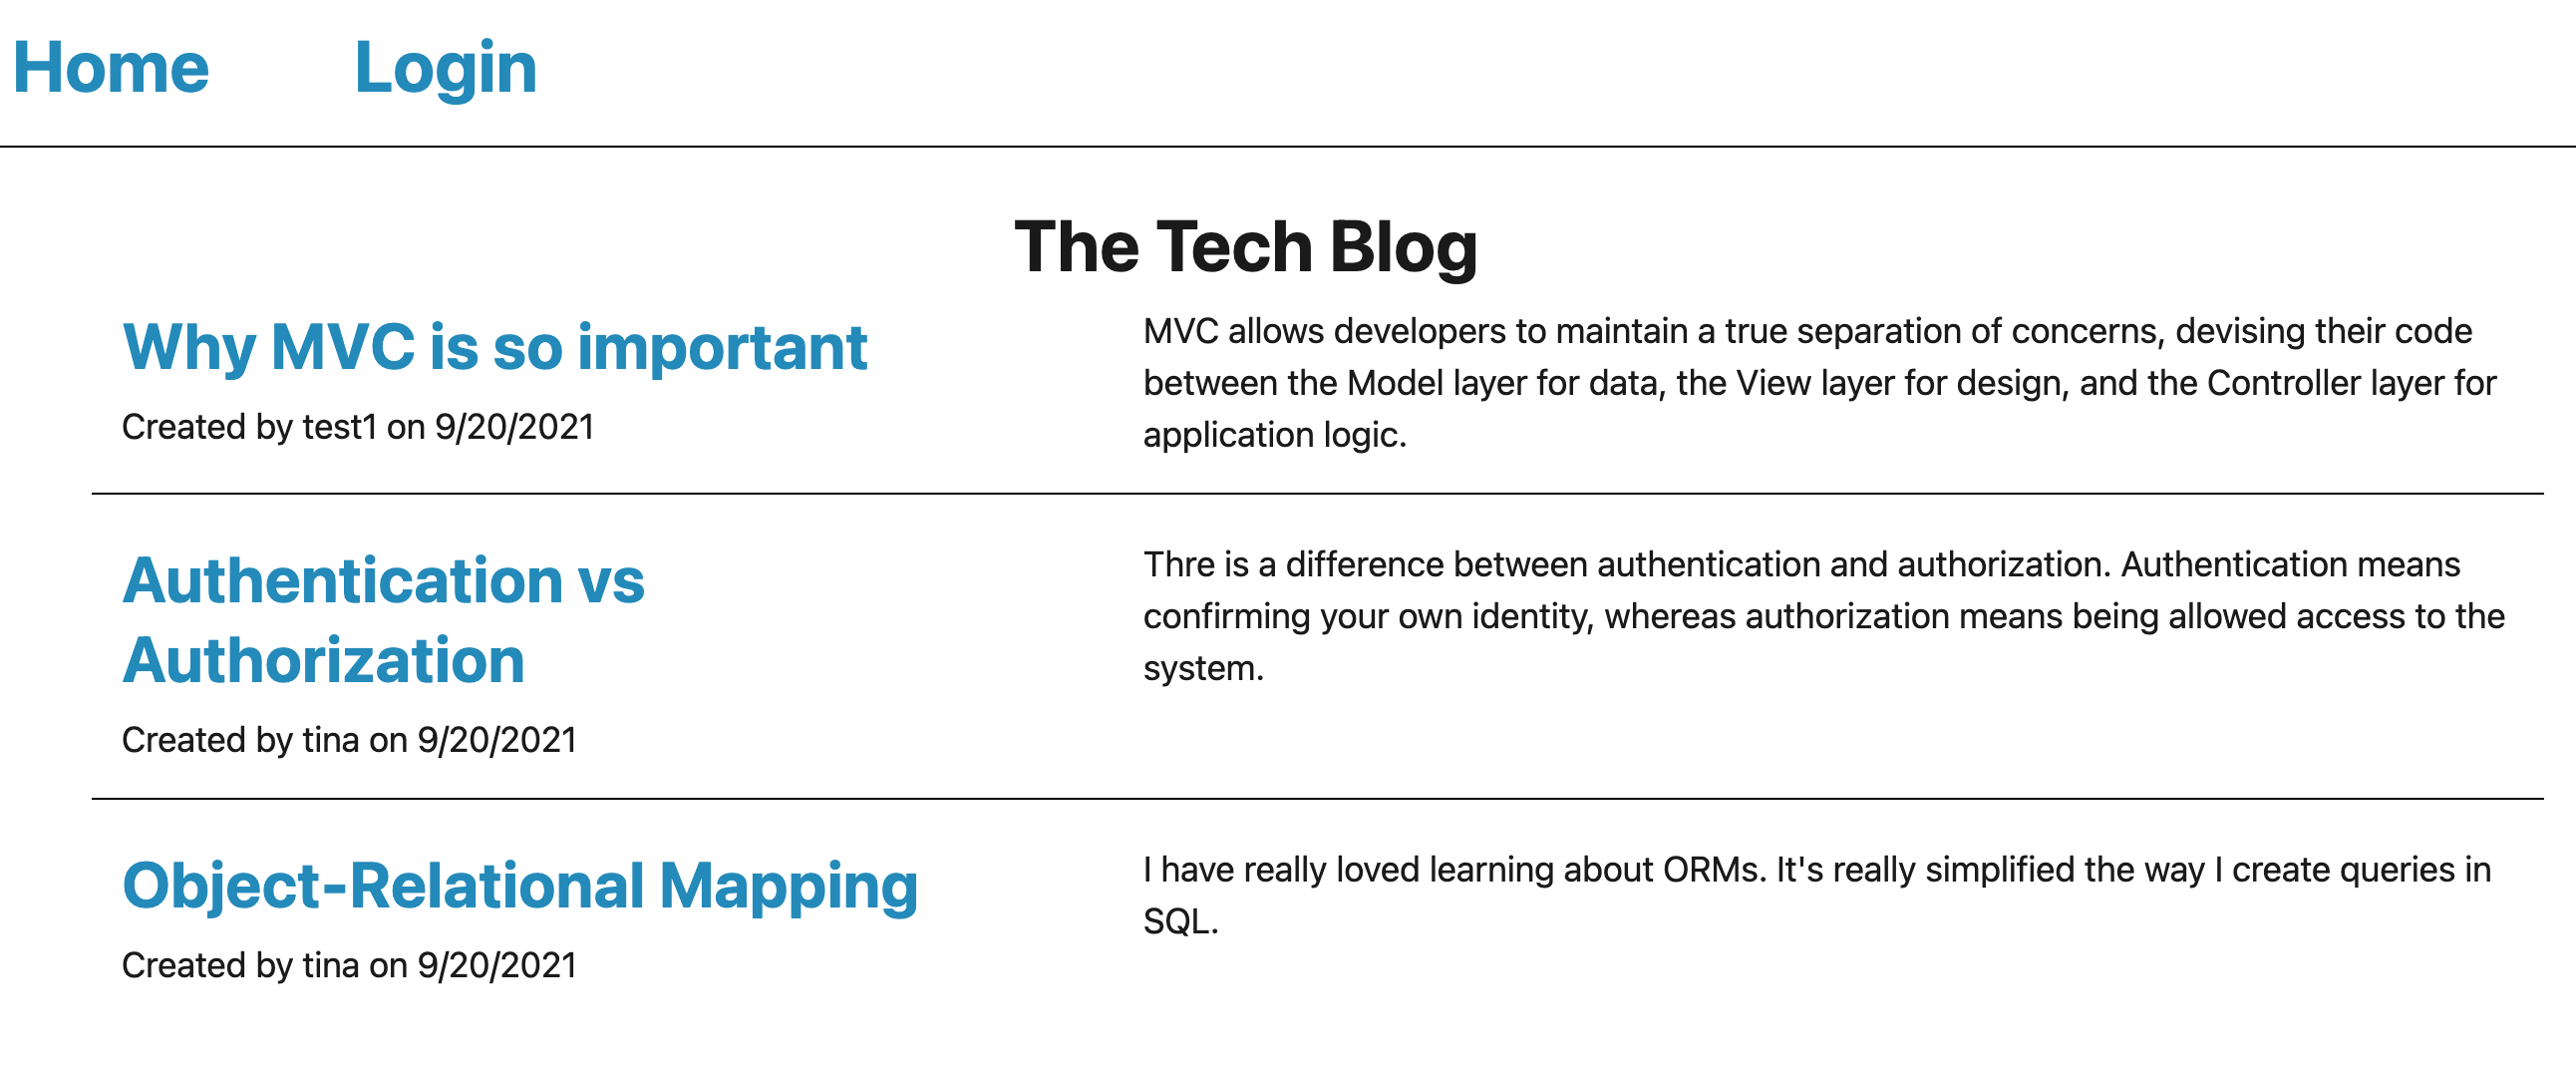 Home Login
The Tech Blog
Why MVC is so important
Created by test1 on 9/20/2021
MVC allows developers to maintain a true separation of concerns, devising their code
between the Model layer for data, the View layer for design, and the Controller layer for
application logic.
Authentication vs
Authorization
Created by tina on 9/20/2021
Thre is a difference between authentication and authorization. Authentication means
confirming your own identity, whereas authorization means being allowed access to the
system.
Object-Relational Mapping
Created by tina on 9/20/2021
I have really loved learning about ORMs. It's really simplified the way I create queries in
SQL.